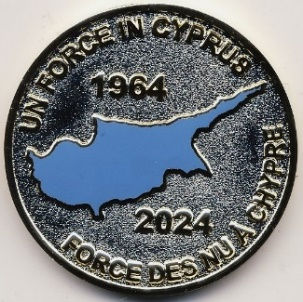 UN FORCE IN CYPRUS
1964
2024
FORCE DES NU À CHYPRE